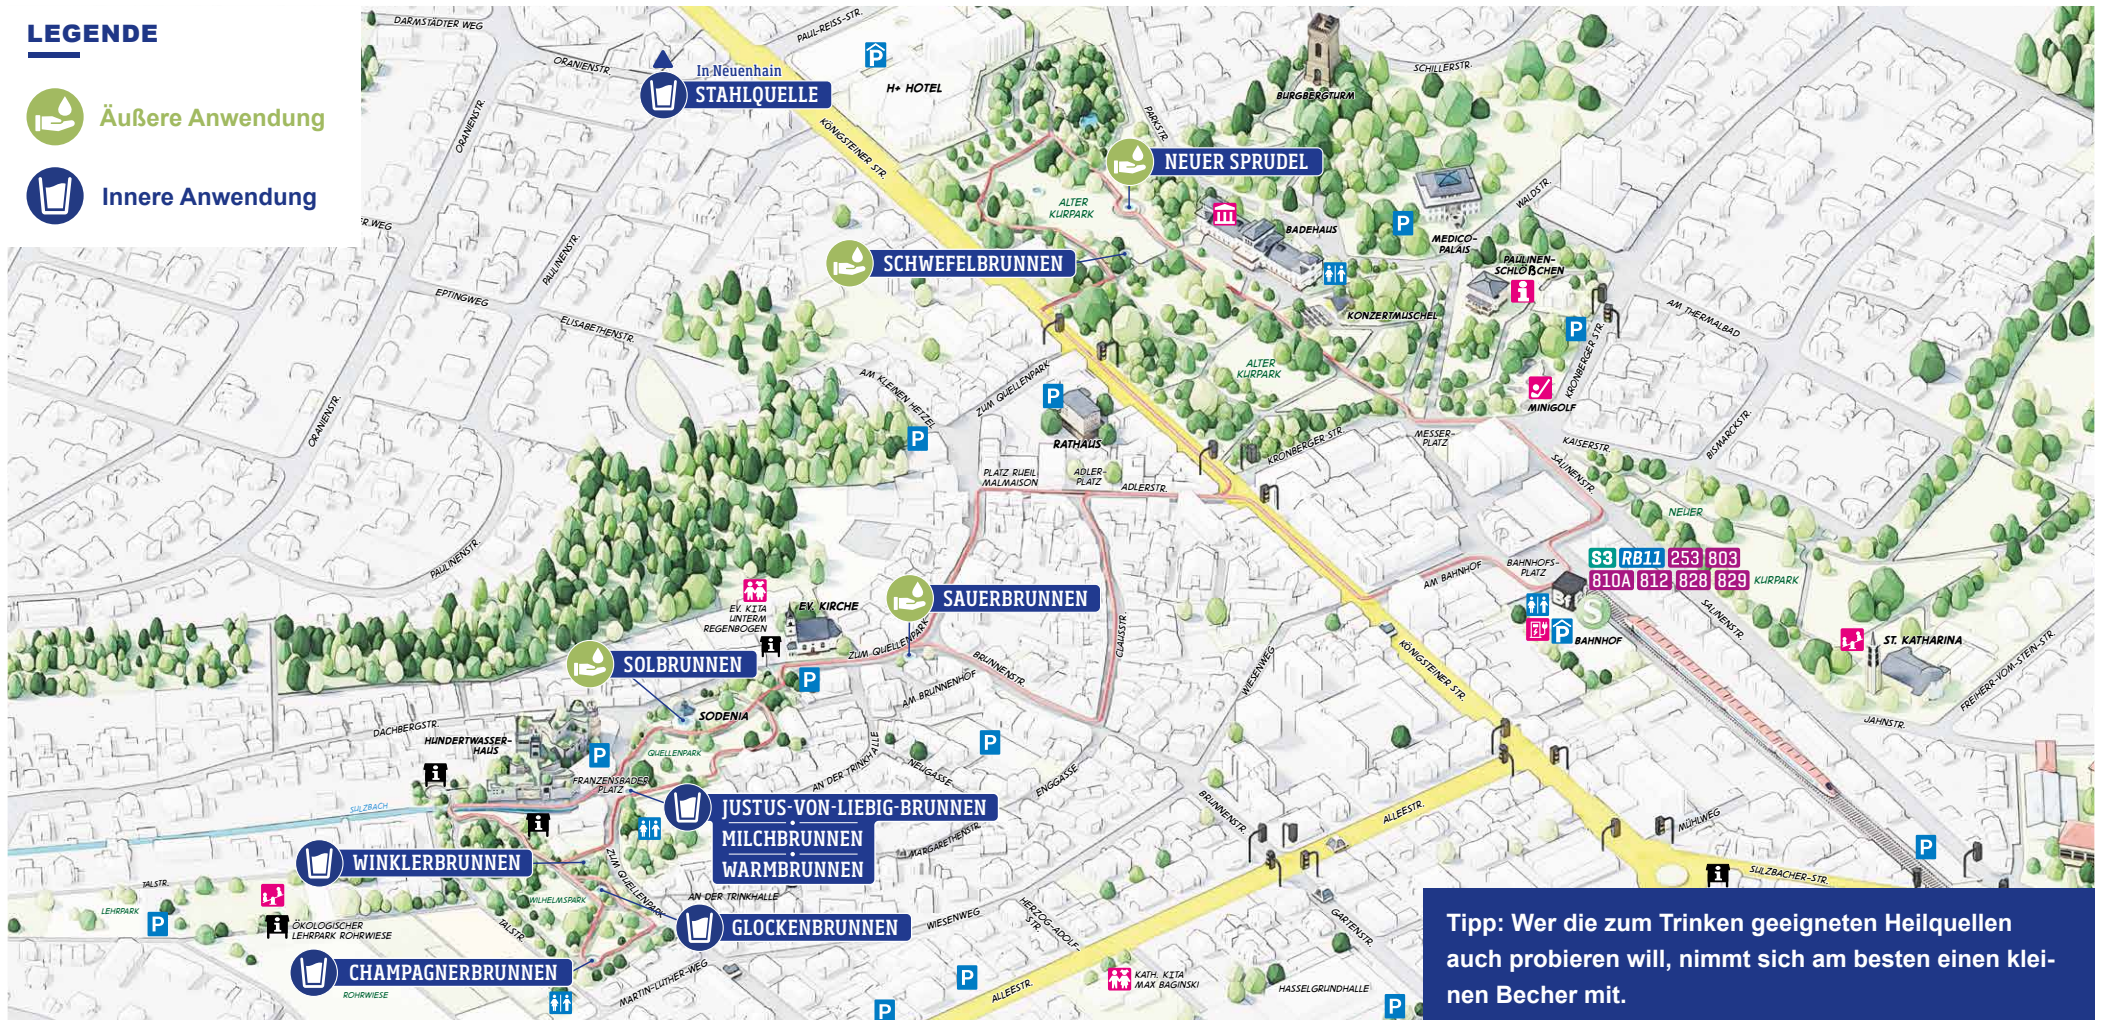 LEGENDE
Äußere Anwendung
Innere Anwendung
DARMSTÄDTER WEG
PAUL-REISS-STR.
ORANIENSTR.
In Neuenhain
STAHLQUELLE
P
H+ HOTEL
KÖNIGSTEINER STR.
PARKSTR.
BURGBERGTURM
SCHILLERSTR.
ORANIENSTR.
NEUER SPRUDEL
ALTER
KURPARK
BADEHAUS
P
MEDICO-
PALAIS
WALDSTR.
PAULINEN-
SCHLÖßCHEN
i
R.WEG
PAULINENSTR.
SCHWEFELBRUNNEN
EPTINGWEG
ELISABETHENSTR.
KONZERTMUSCHEL
P
KRONBERGER STR.
AM THERMALBAD
AM KLEINEN HETZEL
ZUM QUELLENPARK
P
RATHAUS
ALTER
KURPARK
MINIGOLF
ORANIENSTR.
P
KRONBERGER STR
MESSER-
PLATZ
KAISERSTR.
BISMARCKSTR.
PLATZ RUEIL
MALMAISON
ADLER-
PLATZ
ADLERSTR.
SALINENSTR.
NEUER
KURPARK
PAULINENSTR.
AM BAHNHOF
BAHNHOFS-
PLATZ
S3 RB11 253 803
810A 812 828 829
Bf S
P
BAHNHOF
SALINENSTR.
ST. KATHARINA
FREIHERR-VOM-STEIN-STR.
JAHNSTR.
EV. KITA
UNTERM
REGENBOGEN
EV. KIRCHE
i
SAUERBRUNNEN
ZUM QUELLENPARK
BRUNNENSTR.
CLAUSSTR.
WIESENWEG
KÖNIGSTEINER STR.
SOLBRUNNEN
P
AM BRUNNENHOF
SODENIA
DACHBERGSTR.
HUNDERTWASSER-
HAUS
P
QUELLENPARK
FRANZENSBADER
PLATZ
AN DER TRINKHALLE
NEUGASSE
P
ENGGASSE
BRUNNENSTR.
ALLEESTR.
MÜHLWEG
SULZBACHER-STR.
i
P
i
SULZBACH
i
JUSTUS-VON-LIEBIG-BRUNNEN
MILCHBRUNNEN
WARMBRUNNEN
MARGARETHENSTR.
WINKLERBRUNNEN
ZUM QUELLENPARK
AN DER TRINKHALLE
TALSTR.
LEHRPARK
P
i
ÖKOLOGISCHER
LEHRPARK ROHRWIESE
WILHELMSPARK
TALSTR.
GLOCKENBRUNNEN
WIESENWEG
HERZOG-ADOLF-
STR.
GARTENSTR.
CHAMPAGNERBRUNNEN
ROHRWIESE
MARTIN-LUTHER-WEG
P
P
ALLEESTR.
KATH. KITA
MAX BAGINSKI
HASSELGRUNDHALLE
P
Tipp: Wer die zum Trinken geeigneten Heilquellen
auch probieren will, nimmt sich am besten einen klei-
nen Becher mit.